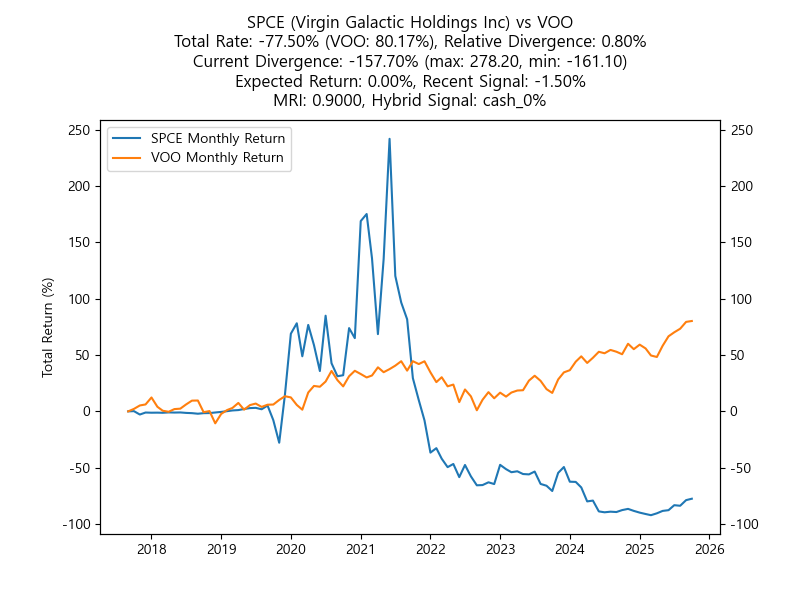 SPCE (Virgin Galactic Holdings Inc) vs VOO
Total Rate: -77.50% (VOO: 80.17%), Relative Divergence: 0.80%
Current Divergence: -157.70% (max: 278.20, min: -161.10)
Expected Return: 0.00%, Recent Signal: -1.50%
MRI: 0.9000, Hybrid Signal: cash_0%
SPCE Monthly Return
VOO Monthly Return
Total Return (%)
250
200
150
100
50
0
-50
-100
250
200
150
100
50
0
-50
-100
2018 2019 2020 2021 2022 2023 2024 2025 2026